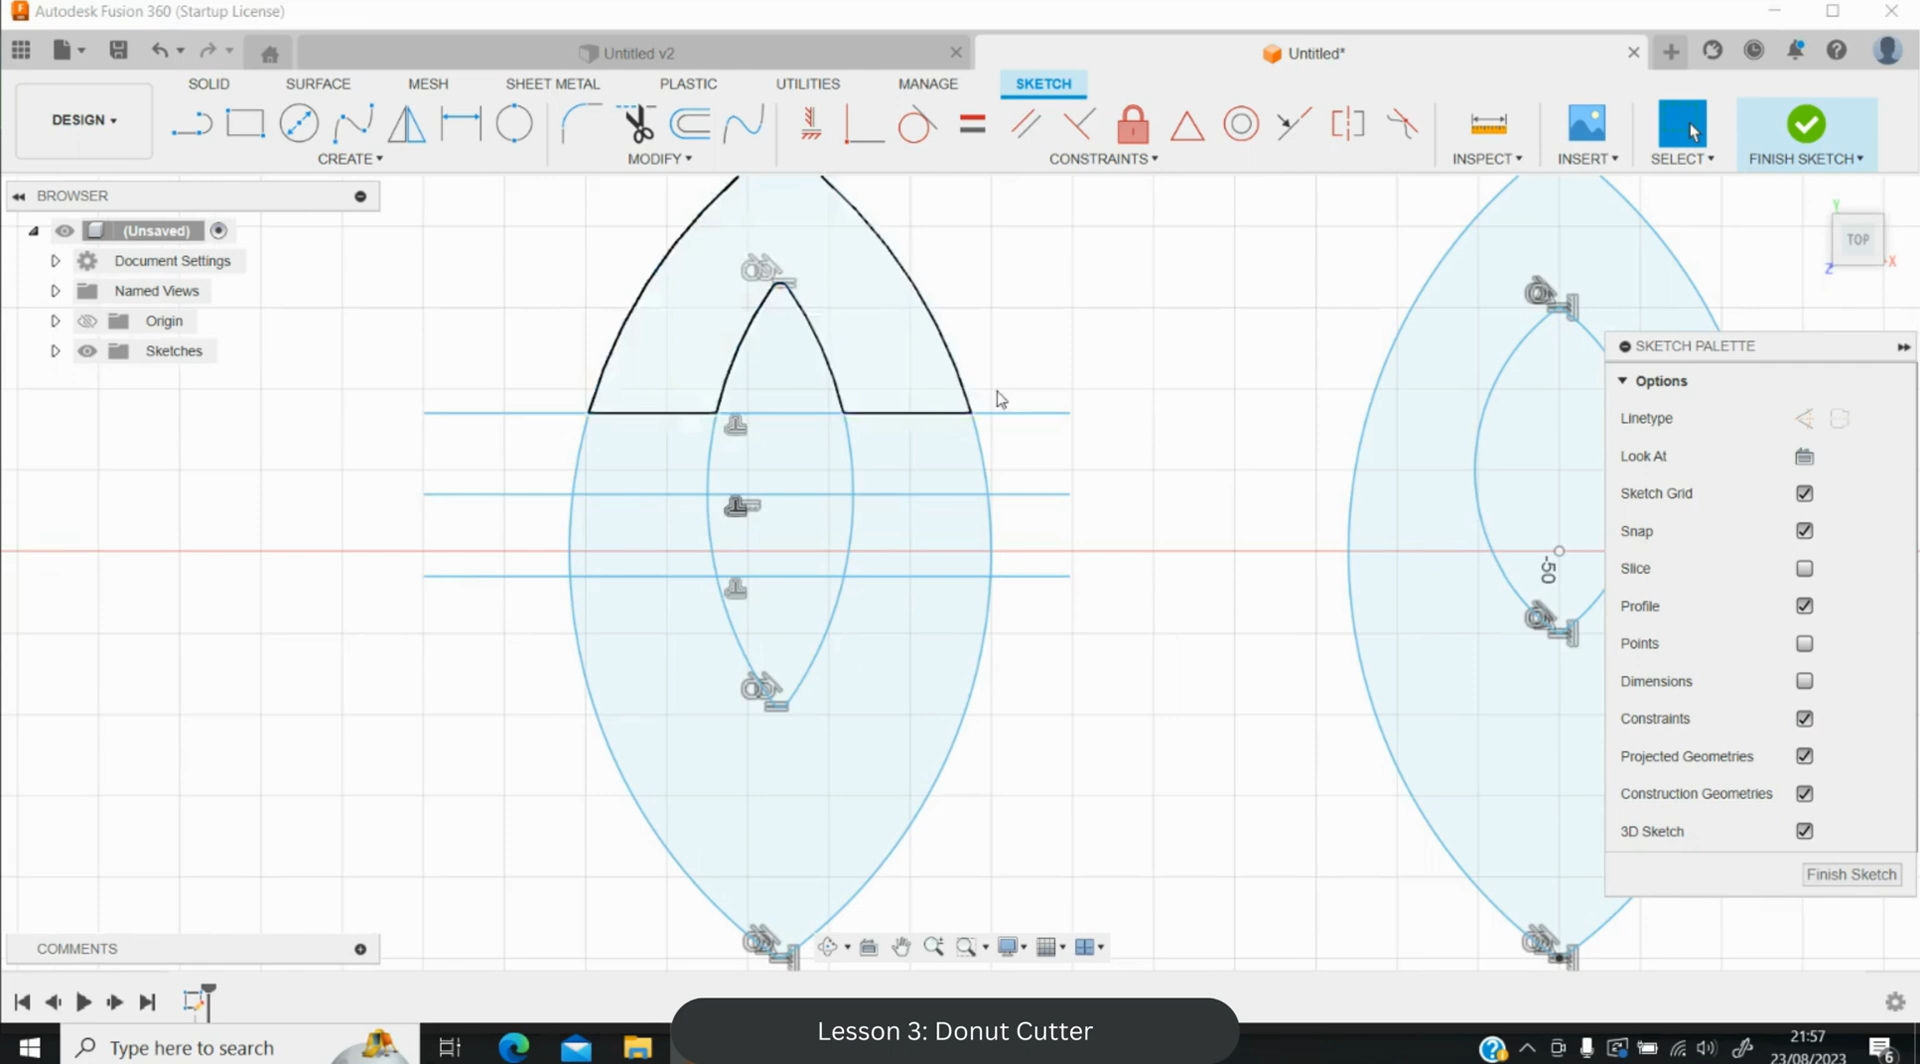 Autodesk Fusion 360 (Startup License)
Untitled v2
Untitled*
SOLID SURFACE MESH SHEET METAL PLASTIC UTILITIES MANAGE SKETCH
DESIGN
CREATE MODIFY CONSTRAINTS INSPECT INSERT SELECT FINISH SKETCH
BROWSER
(Unsaved)
Document Settings
Named Views
Origin
Sketches
Y
TOP
X
Z
SKETCH PALETTE
Options
Linetype
Look At
Sketch Grid
Snap
Slice
Profile
Points
Dimensions
Constraints
Projected Geometries
Construction Geometries
3D Sketch
Finish Sketch
-50
COMMENTS
Lesson 3: Donut Cutter
Type here to search
21:57
23/08/2023
6